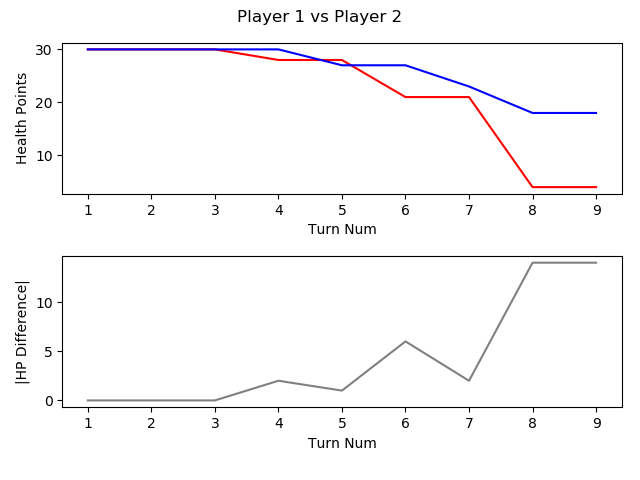 Player 1 vs Player 2
30
20
10
Health Points
1 2 3 4 5 6 7 8 9
Turn Num
10
5
0
|HP Difference|
1 2 3 4 5 6 7 8 9
Turn Num